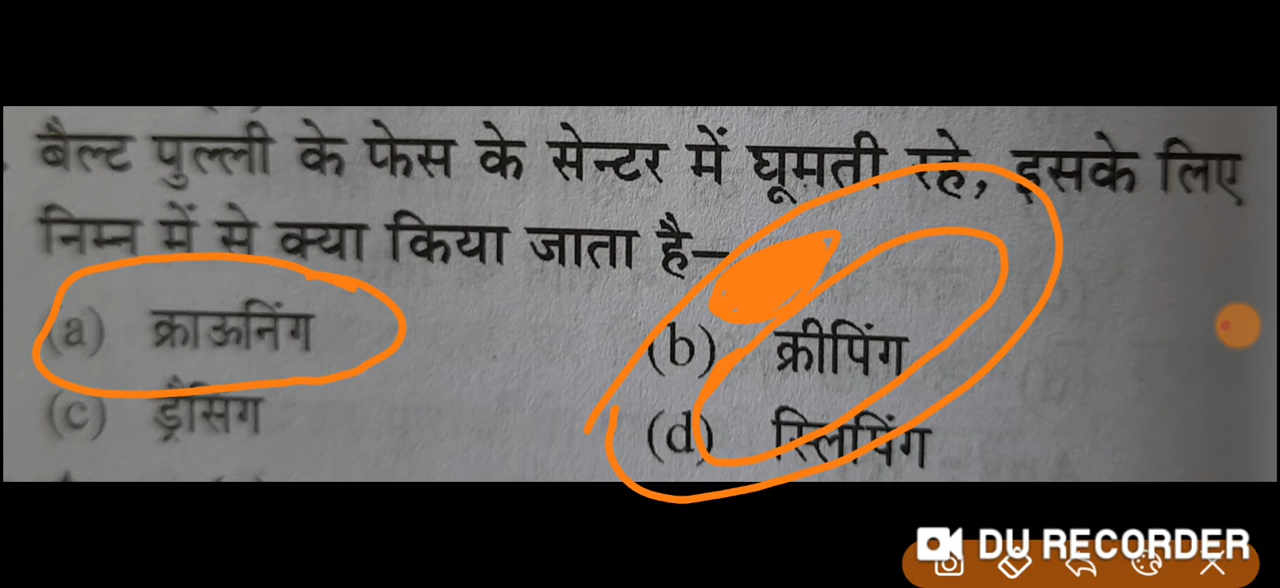 बैल्ट पुल्ली के फेस के सेन्टर में घूमती रहे, इसके लिए
निम्न में से क्या किया जाता है–
(a) क्राऊनिंग (b) क्रीपिंग
(c) ड्रैसिंग (d) स्लिपिंग
DU RECORDER